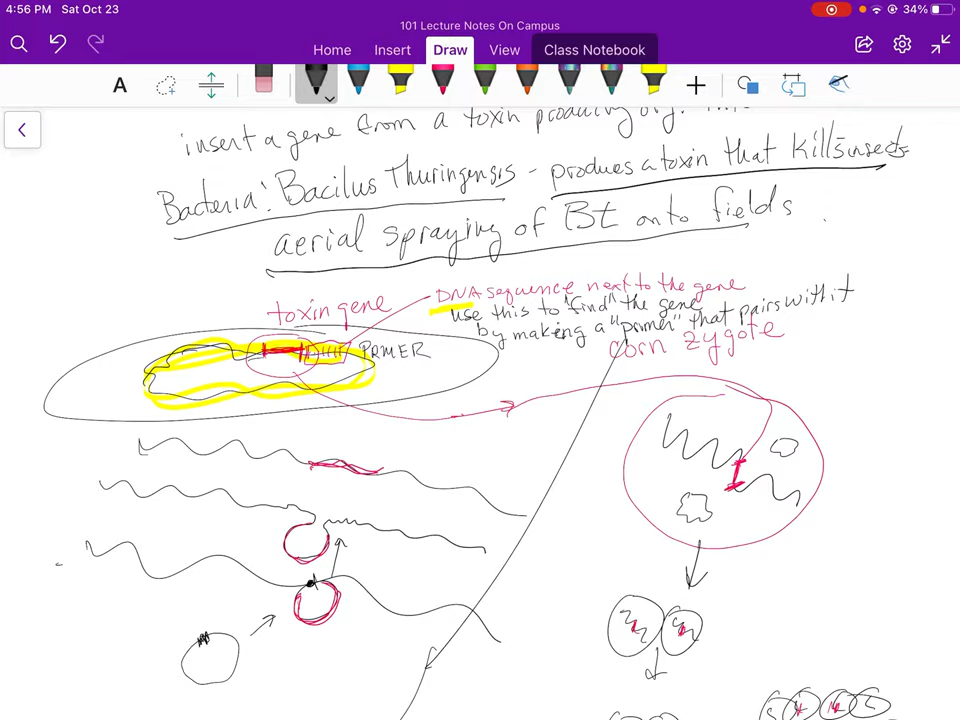 4:56 PM Sat Oct 23
34%
101 Lecture Notes On Campus
Home Insert Draw View Class Notebook
A
insert a gene from a toxin producing org.
Bacteria: Bacilus Thuringensis - produces a toxin that kills insects
aerial spraying of Bt onto fields
toxin gene
DNA sequence next to the gene
use this to "find" the gene
by making a "primer" that pairs with it
PRIMER
corn zygote